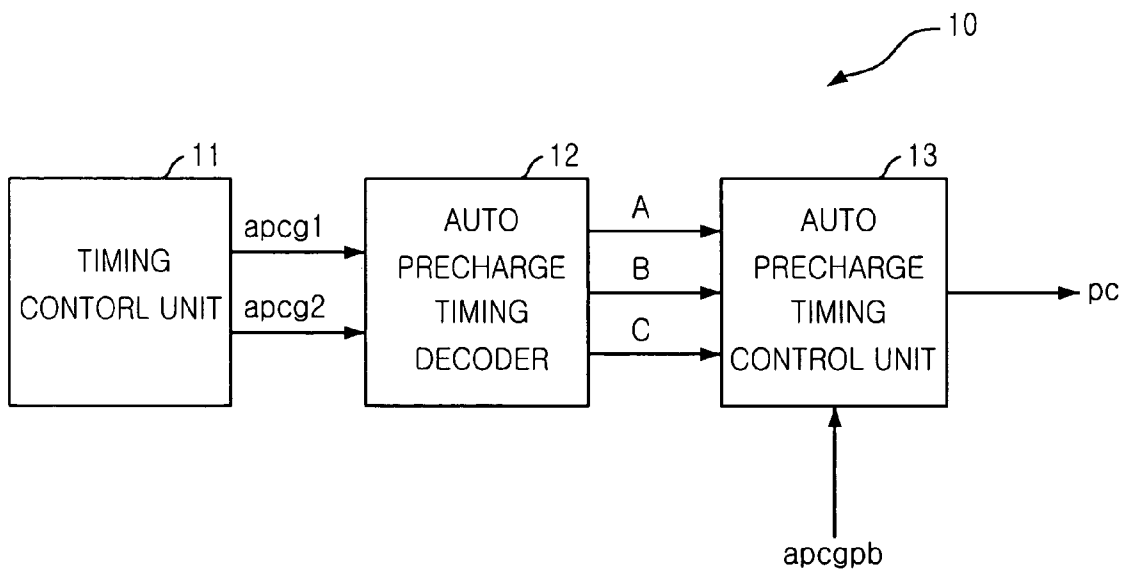 10
11
TIMING
CONTORL UNIT
apcg1
apcg2
12
AUTO
PRECHARGE
TIMING
DECODER
A
B
C
13
AUTO
PRECHARGE
TIMING
CONTROL UNIT
pc
apcgpb